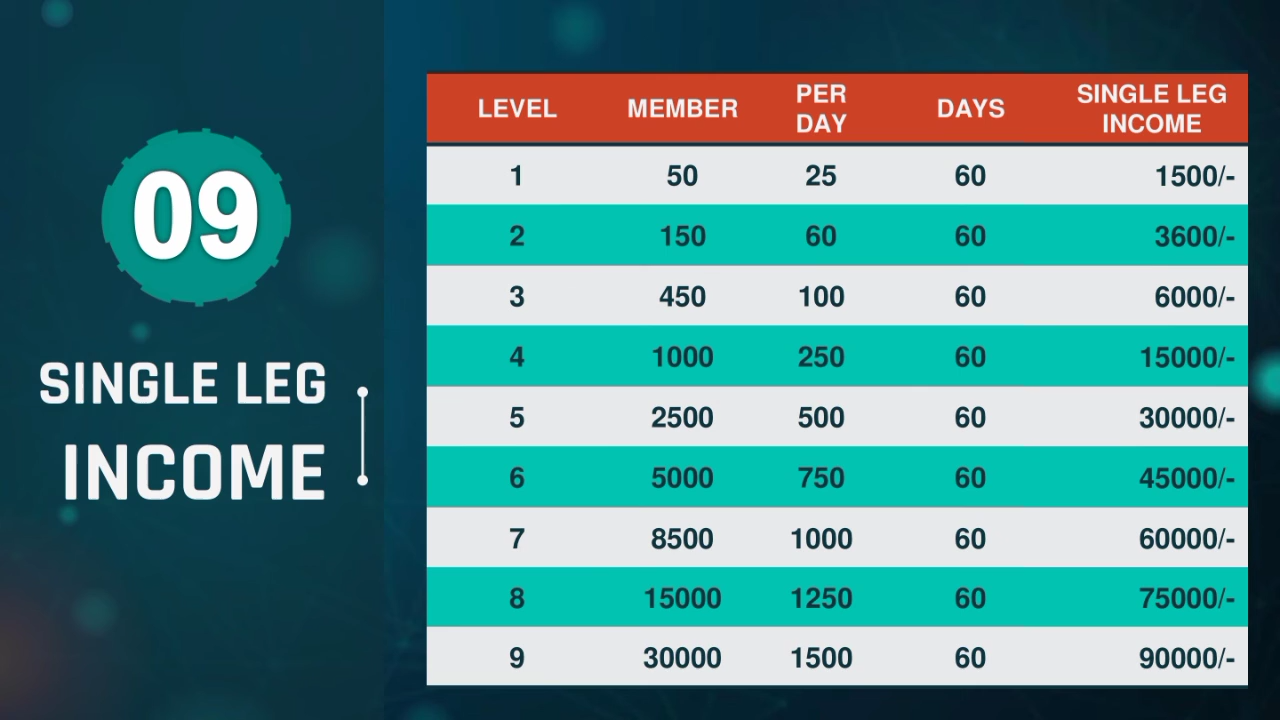 09
SINGLE LEG
INCOME
LEVEL MEMBER PER DAY DAYS SINGLE LEG INCOME
1 50 25 60 1500/-
2 150 60 60 3600/-
3 450 100 60 6000/-
4 1000 250 60 15000/-
5 2500 500 60 30000/-
6 5000 750 60 45000/-
7 8500 1000 60 60000/-
8 15000 1250 60 75000/-
9 30000 1500 60 90000/-